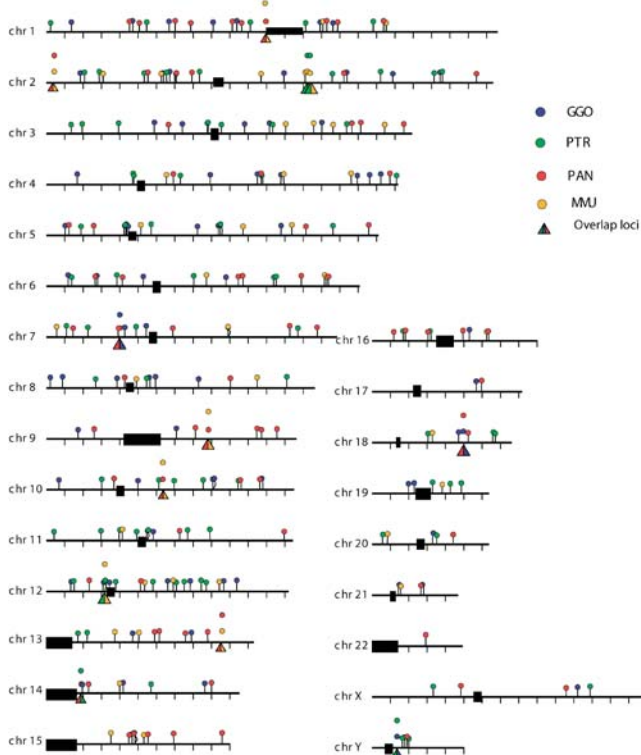 chr 1
chr 2
chr 3
chr 4
chr 5
chr 6
chr 7
chr 8
chr 9
chr 10
chr 11
chr 12
chr 13
chr 14
chr 15
GGO
PTR
PAN
MMU
Overlap loci
chr 16
chr 17
chr 18
chr 19
chr 20
chr 21
chr 22
chr X
chr Y